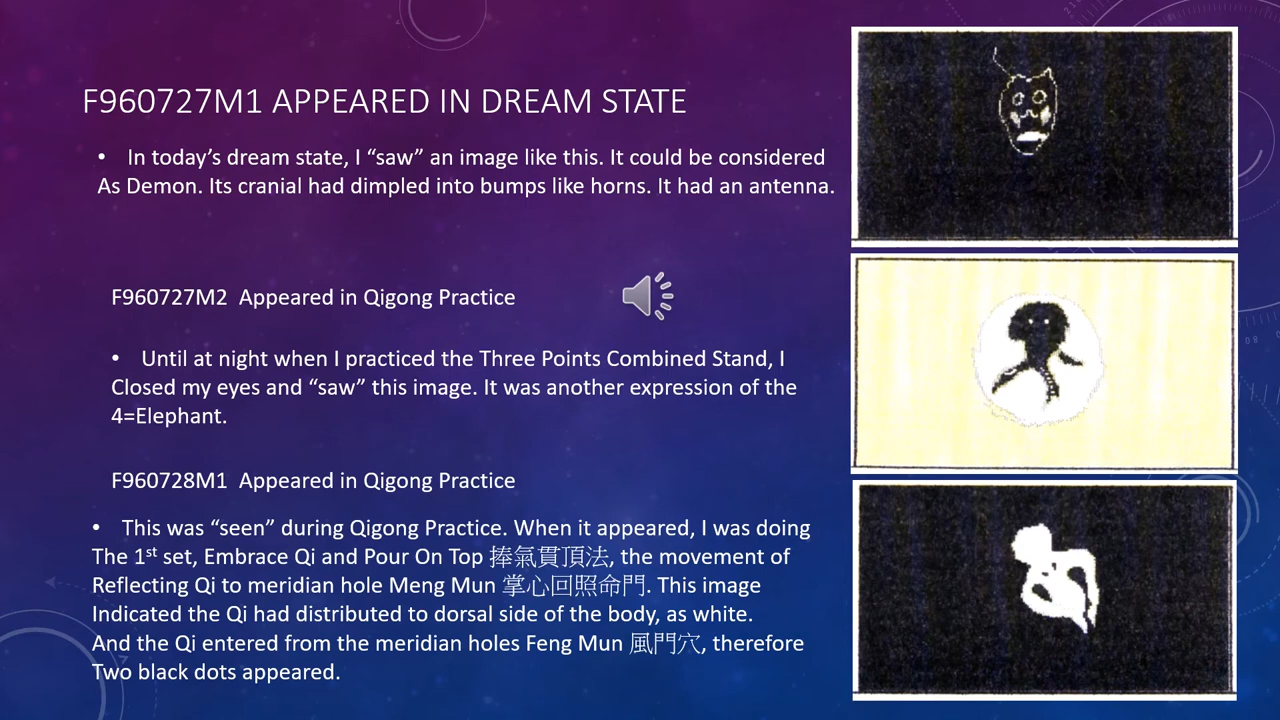 F960727M1 APPEARED IN DREAM STATE
• In today's dream state, I "saw" an image like this. It could be considered
As Demon. Its cranial had dimpled into bumps like horns. It had an antenna.
F960727M2 Appeared in Qigong Practice
• Until at night when I practiced the Three Points Combined Stand, I
Closed my eyes and "saw" this image. It was another expression of the
4=Elephant.
F960728M1 Appeared in Qigong Practice
• This was "seen" during Qigong Practice. When it appeared, I was doing
The 1st set, Embrace Qi and Pour On Top 捧氣貫頂法, the movement of
Reflecting Qi to meridian hole Meng Mun 掌心回照命門. This image
Indicated the Qi had distributed to dorsal side of the body, as white.
And the Qi entered from the meridian holes Feng Mun 風門穴, therefore
Two black dots appeared.